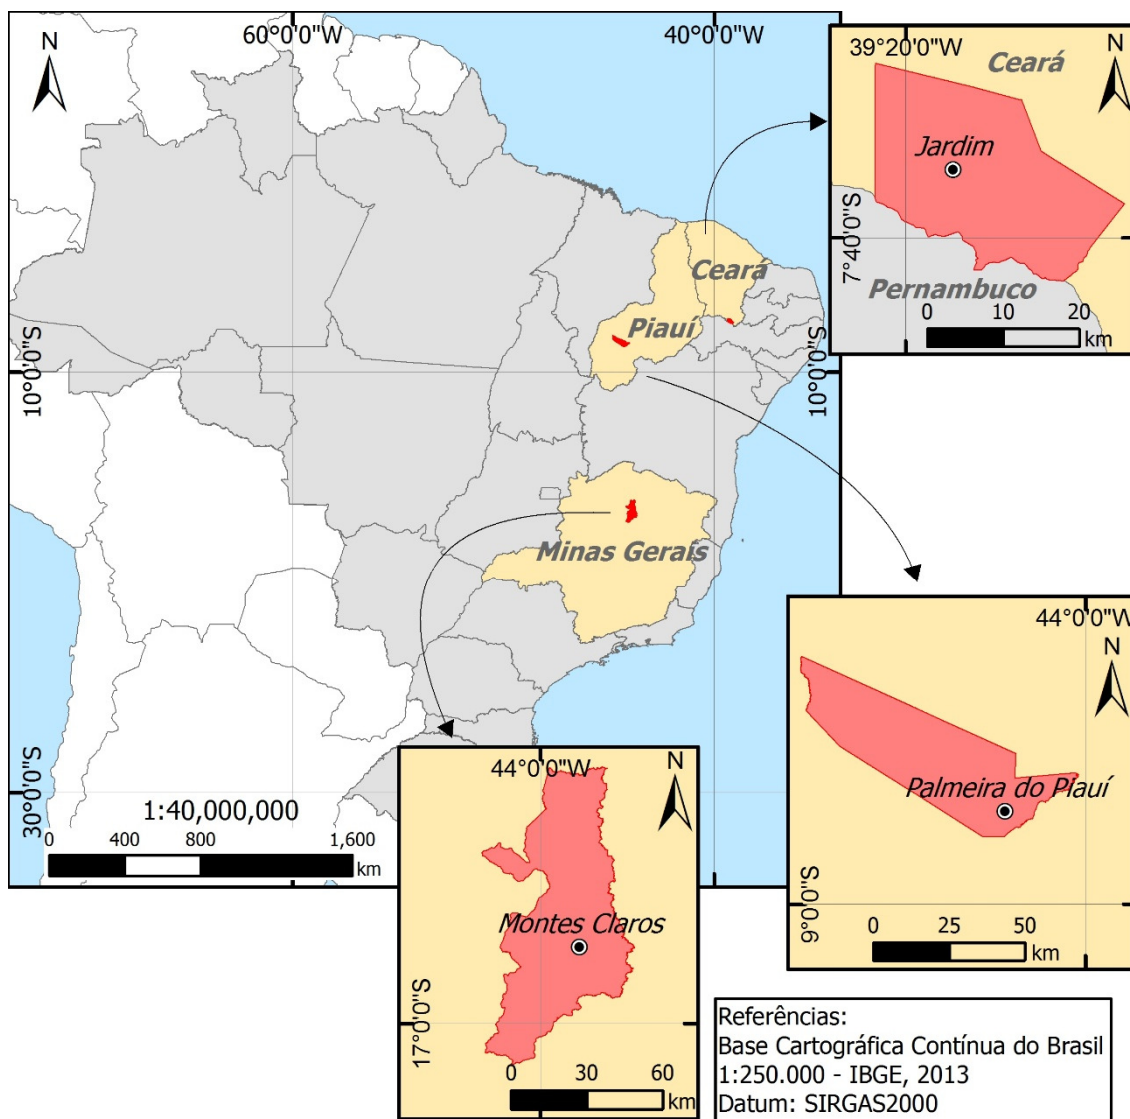 60°0'0"W
40°0'0"W
N
10°0'0"S
10°0'0"S
30°0'0"S
Ceará
Piauí
Minas Gerais
1:40,000,000
0 400 800 1,600
km
39°20'0"W
N
Ceará
Jardim
7°40'0"S
Pernambuco
0 10 20
km
44°0'0"W
N
Palmeira do Piauí
9°0'0"S
0 25 50
km
44°0'0"W
N
Montes Claros
17°0'0"S
0 30 60
km
Referências:
Base Cartográfica Contínua do Brasil
1:250.000 - IBGE, 2013
Datum: SIRGAS2000